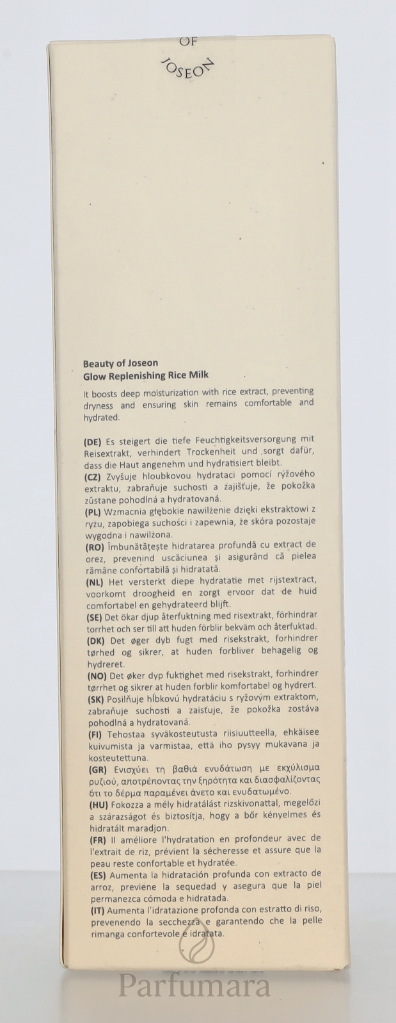 OF
JOSEON
Beauty of Joseon
Glow Replenishing Rice Milk
It boosts deep moisturization with rice extract, preventing
dryness and ensuring skin remains comfortable and
hydrated.
(DE) Es steigert die tiefe Feuchtigkeitsversorgung mit
Reisextrakt, verhindert Trockenheit und sorgt dafür,
dass die Haut angenehm und hydratisiert bleibt.
(CZ) Zvyšuje hloubkovou hydrataci pomocí rýžového
extraktu, zabraňuje suchosti a zajišťuje, že pokožka
zůstane pohodlná a hydratovaná.
(PL) Wzmacnia głębokie nawilżenie dzięki ekstraktowi z
ryżu, zapobiega suchości i zapewnia, że skóra pozostaje
wygodna i nawilżona.
(RO) Îmbunătățește hidratarea profundă cu extract de
orez, prevenind uscăciunea și asigurând că pielea
rămâne confortabilă și hidratată.
(NL) Het versterkt diepe hydratatie met rijstextract,
voorkomt droogheid en zorgt ervoor dat de huid
comfortabel en gehydrateerd blijft.
(SE) Det ökar djup återfuktning med risextrakt, förhindrar
torrhet och ser till att huden förblir bekväm och återfuktad.
(DK) Det øger dyb fugt med risekstrakt, forhindrer
tørhed og sikrer, at huden forbliver behagelig og
hydreret.
(NO) Det øker dyp fuktighet med risekstrakt, forhindrer
tørrhet og sikrer at huden forblir komfortabel og hydrert.
(SK) Posilňuje hĺbkovú hydratáciu s ryžovým extraktom,
zabraňuje suchosti a zaisťuje, že pokožka zostáva
pohodlná a hydratovaná.
(FI) Tehostaa syväkosteutusta riisiuutteella, ehkäisee
kuivumista ja varmistaa, että iho pysyy mukavana ja
kosteutettuna.
(GR) Ενισχύει τη βαθιά ενυδάτωση με εκχύλισμα
ρυζιού, αποτρέποντας την ξηρότητα και διασφαλίζοντας
ότι το δέρμα παραμένει άνετο και ενυδατωμένο.
(HU) Fokozza a mély hidratálást rizskivonattal, megelőzi
a szárazságot és biztosítja, hogy a bőr kényelmes és
hidratált maradjon.
(FR) Il améliore l'hydratation en profondeur avec de
l'extrait de riz, prévient la sécheresse et assure que la
peau reste confortable et hydratée.
(ES) Aumenta la hidratación profunda con extracto de
arroz, previene la sequedad y asegura que la piel
permanezca cómoda e hidratada.
(IT) Aumenta l'idratazione profonda con estratto di riso,
prevenendo la secchezza e garantendo che la pelle
rimanga confortevole e idratata.
Parfumara